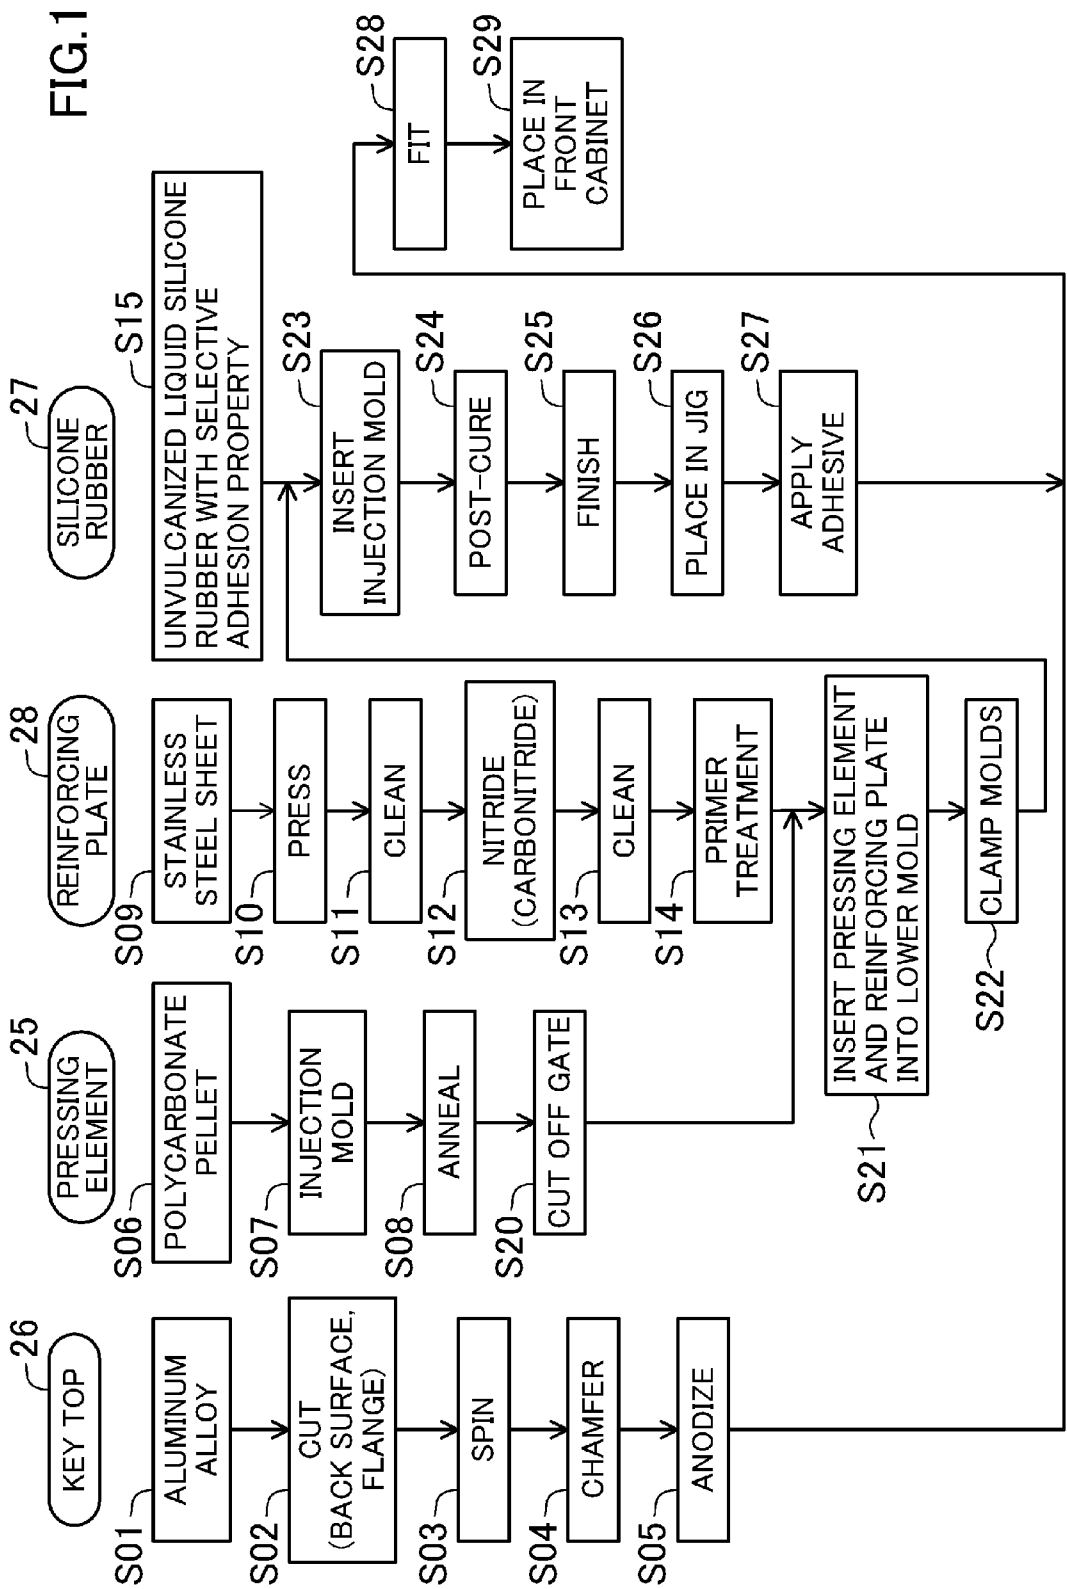 FIG.1
26
KEY TOP
S01
ALUMINUM
ALLOY
S02
CUT
(BACK SURFACE,
FLANGE)
S03
SPIN
S04
CHAMFER
S05
ANODIZE
25
PRESSING
ELEMENT
S06
POLYCARBONATE
PELLET
S07
INJECTION
MOLD
S08
ANNEAL
S20
CUT OFF GATE
28
REINFORCING
PLATE
S09
STAINLESS
STEEL SHEET
S10
PRESS
S11
CLEAN
S12
NITRIDE
(CARBONITRIDE)
S13
CLEAN
S14
PRIMER
TREATMENT
S21
INSERT PRESSING ELEMENT
AND REINFORCING PLATE
INTO LOWER MOLD
S22
CLAMP MOLDS
27
SILICONE
RUBBER
S15
UNVULCANIZED LIQUID SILICONE
RUBBER WITH SELECTIVE
ADHESION PROPERTY
S23
INSERT
INJECTION MOLD
S24
POST-CURE
S25
FINISH
S26
PLACE IN JIG
S27
APPLY
ADHESIVE
S28
FIT
S29
PLACE IN
FRONT
CABINET